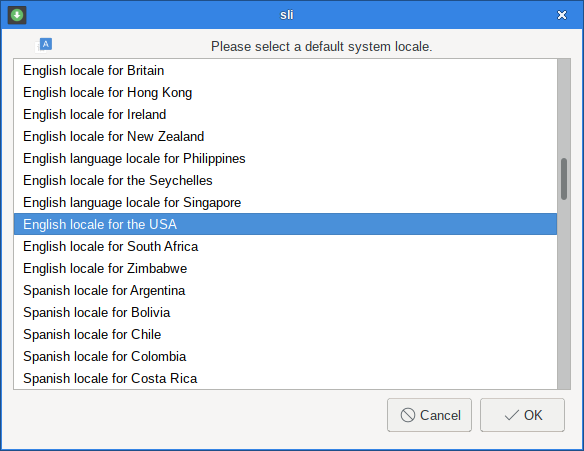 sli
Please select a default system locale.
English locale for Britain
English locale for Hong Kong
English locale for Ireland
English locale for New Zealand
English language locale for Philippines
English locale for the Seychelles
English language locale for Singapore
English locale for the USA
English locale for South Africa
English locale for Zimbabwe
Spanish locale for Argentina
Spanish locale for Bolivia
Spanish locale for Chile
Spanish locale for Colombia
Spanish locale for Costa Rica
Cancel OK